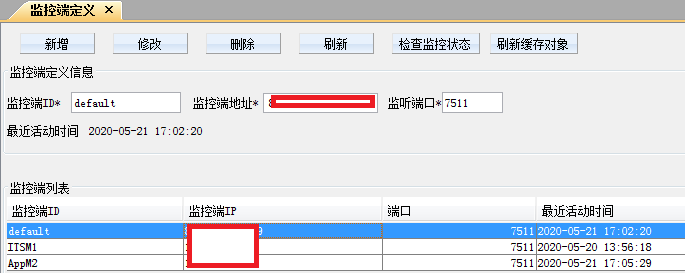 监控端定义 ×
新增 修改 删除 刷新 检查监控状态 刷新缓存对象
监控端定义信息
监控端ID* default 监控端地址* 监听端口* 7511
最近活动时间 2020-05-21 17:02:20
监控端列表
监控端ID 监控端IP 端口 最近活动时间
default 7511 2020-05-21 17:02:20
ITSM1 7511 2020-05-20 13:56:18
AppM2 7511 2020-05-21 17:05:29